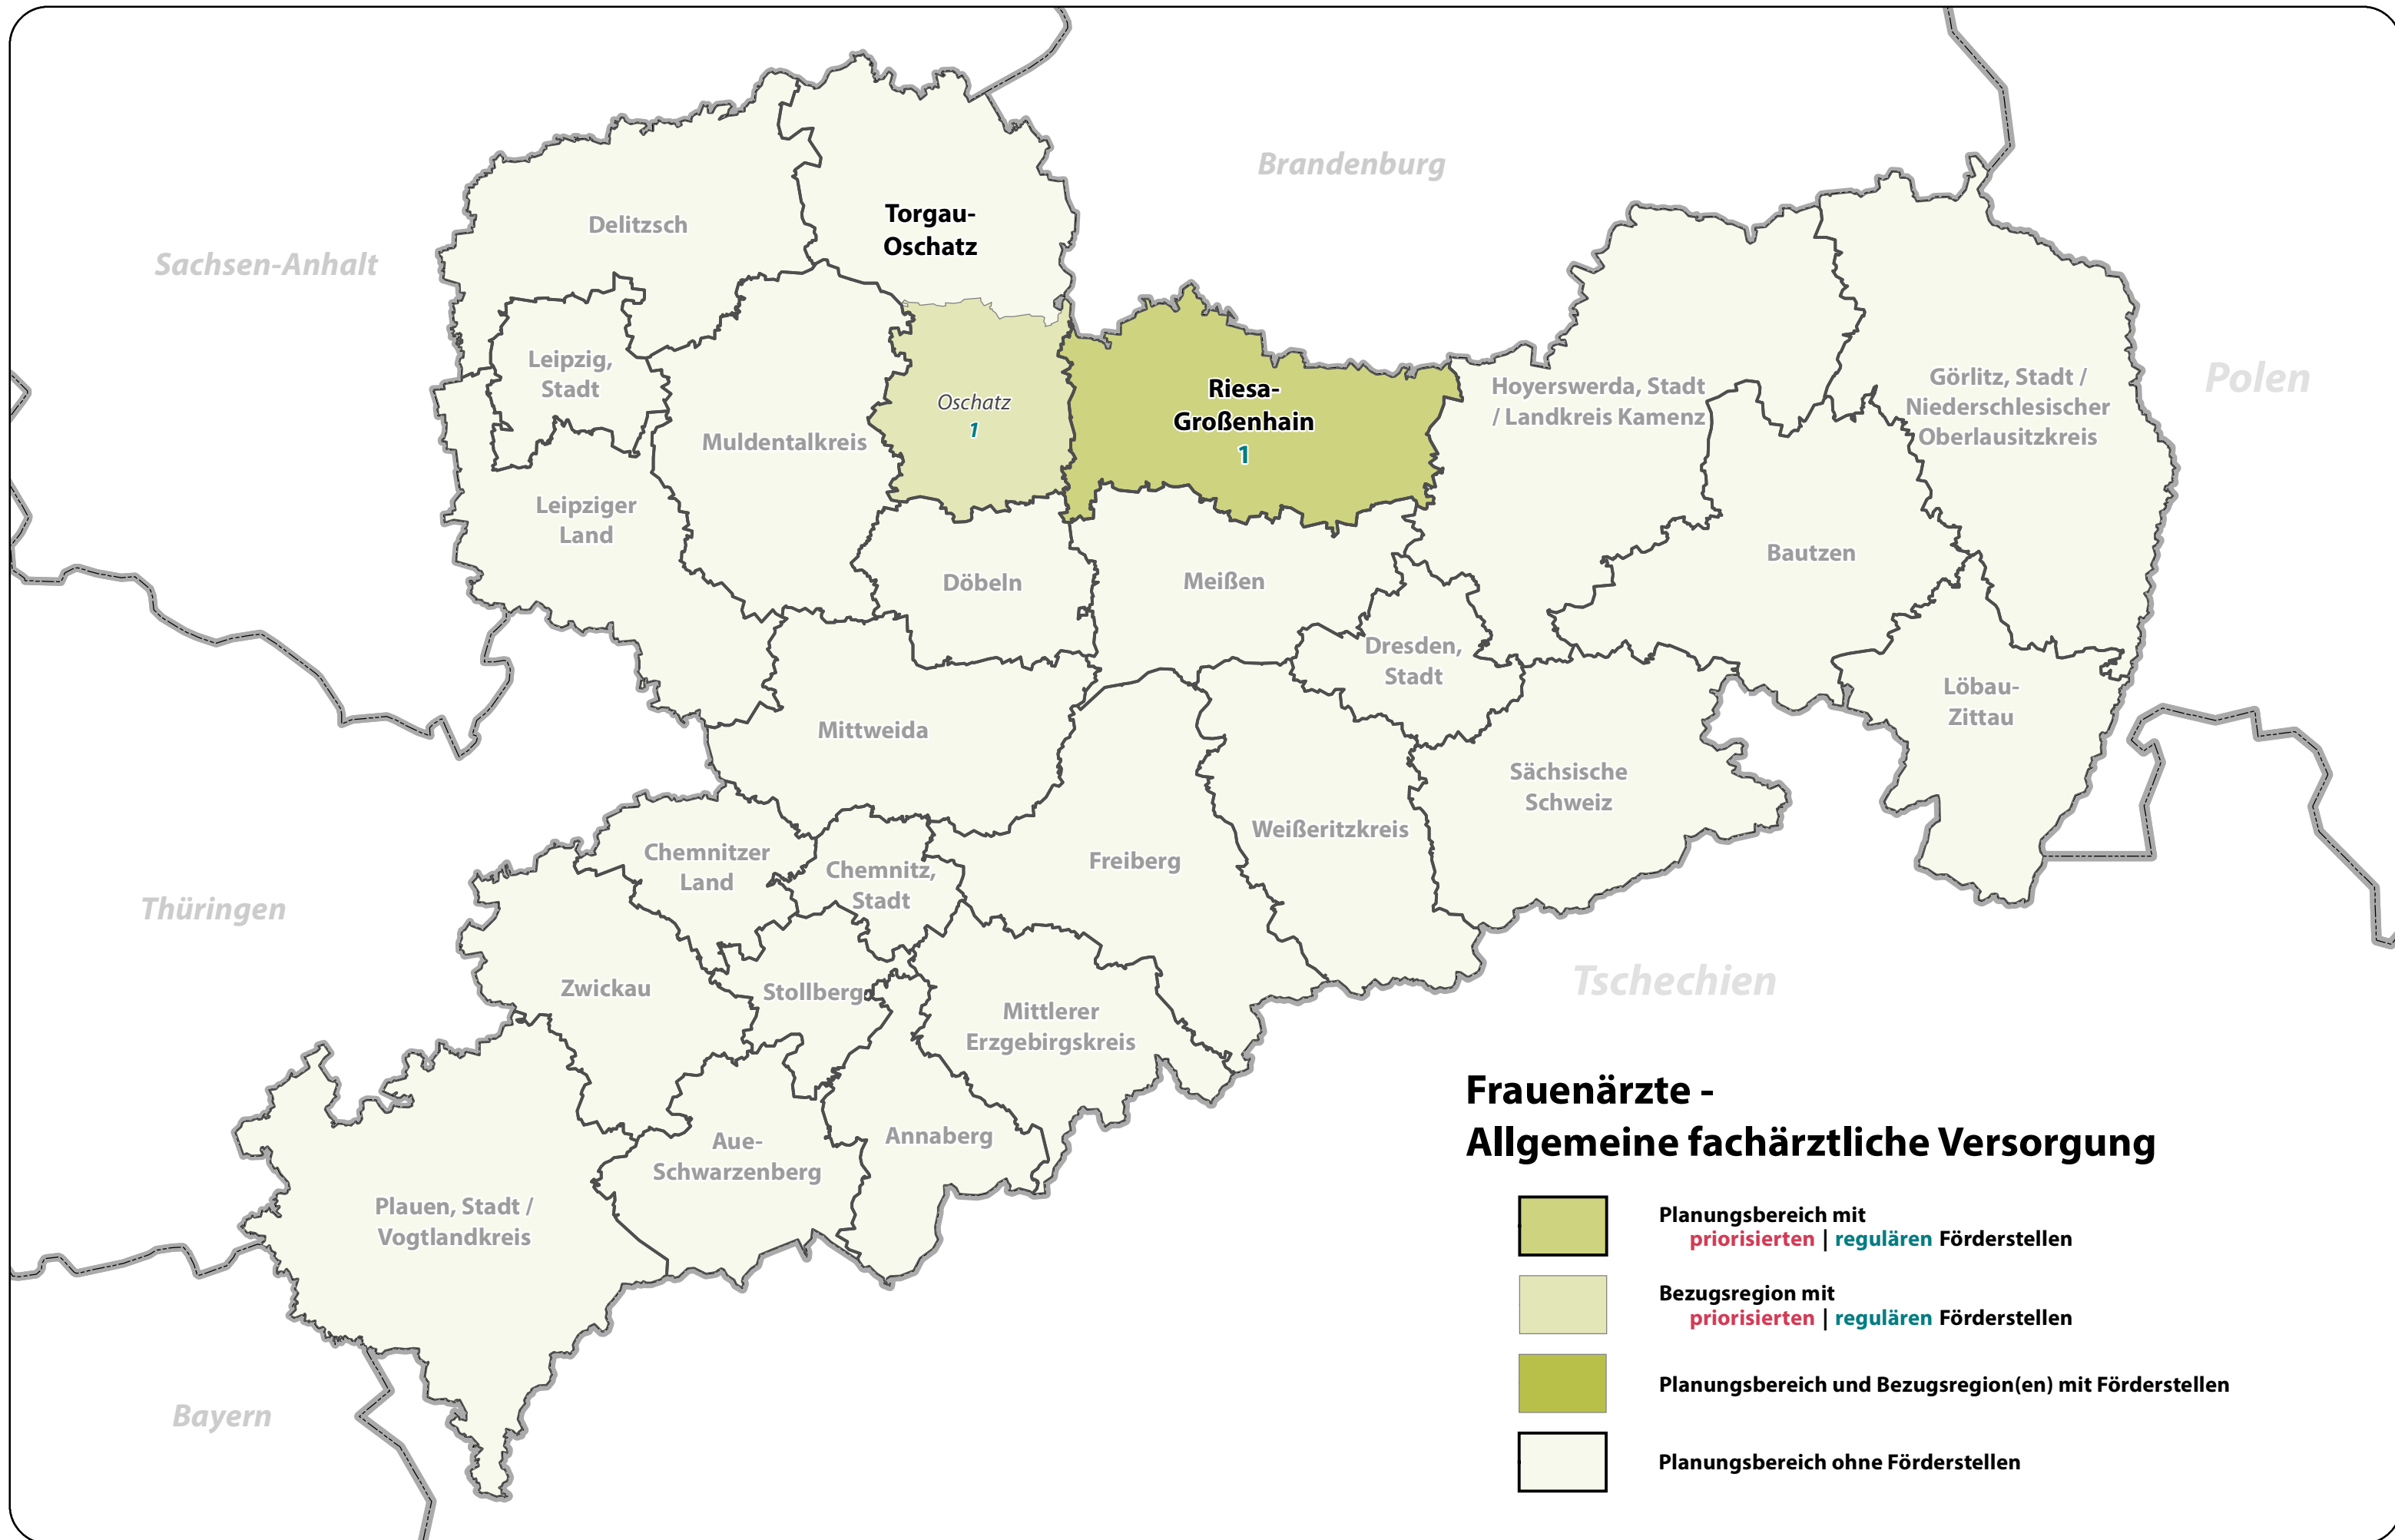 Brandenburg
Sachsen-Anhalt
Polen
Thüringen
Tschechien
Bayern
Delitzsch
Torgau-
Oschatz
Leipzig,
Stadt
Oschatz
1
Riesa-
Großenhain
1
Hoyerswerda, Stadt
/ Landkreis Kamenz
Görlitz, Stadt /
Niederschlesischer
Oberlausitzkreis
Muldentalkreis
Leipziger
Land
Döbeln
Meißen
Bautzen
Dresden,
Stadt
Löbau-
Zittau
Mittweida
Sächsische
Schweiz
Weißeritzkreis
Freiberg
Chemnitzer
Land
Chemnitz,
Stadt
Zwickau
Stollberg
Mittlerer
Erzgebirgskreis
Aue-
Schwarzenberg
Annaberg
Plauen, Stadt /
Vogtlandkreis
Frauenärzte -
Allgemeine fachärztliche Versorgung
Planungsbereich mit
priorisierten | regulären Förderstellen
Bezugsregion mit
priorisierten | regulären Förderstellen
Planungsbereich und Bezugsregion(en) mit Förderstellen
Planungsbereich ohne Förderstellen